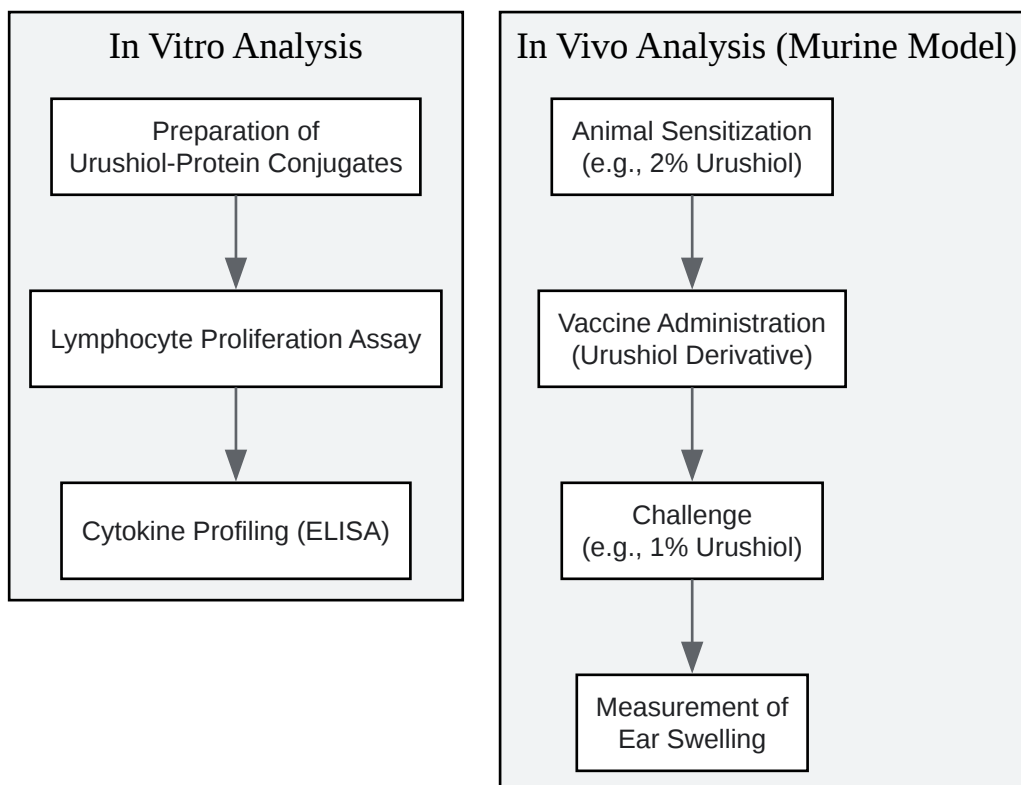 In Vitro Analysis
Preparation of
Urushiol-Protein Conjugates
Lymphocyte Proliferation Assay
Cytokine Profiling (ELISA)
In Vivo Analysis (Murine Model)
Animal Sensitization
(e.g., 2% Urushiol)
Vaccine Administration
(Urushiol Derivative)
Challenge
(e.g., 1% Urushiol)
Measurement of
Ear Swelling